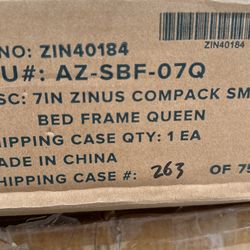 NO: ZIN40184
ZIN40184
U#: AZ-SBF-07Q
SC: 7IN ZINUS COMPACK SM
BED FRAME QUEEN
HIPPING CASE QTY: 1 EA
ADE IN CHINA
HIPPING CASE #: 263 OF 75